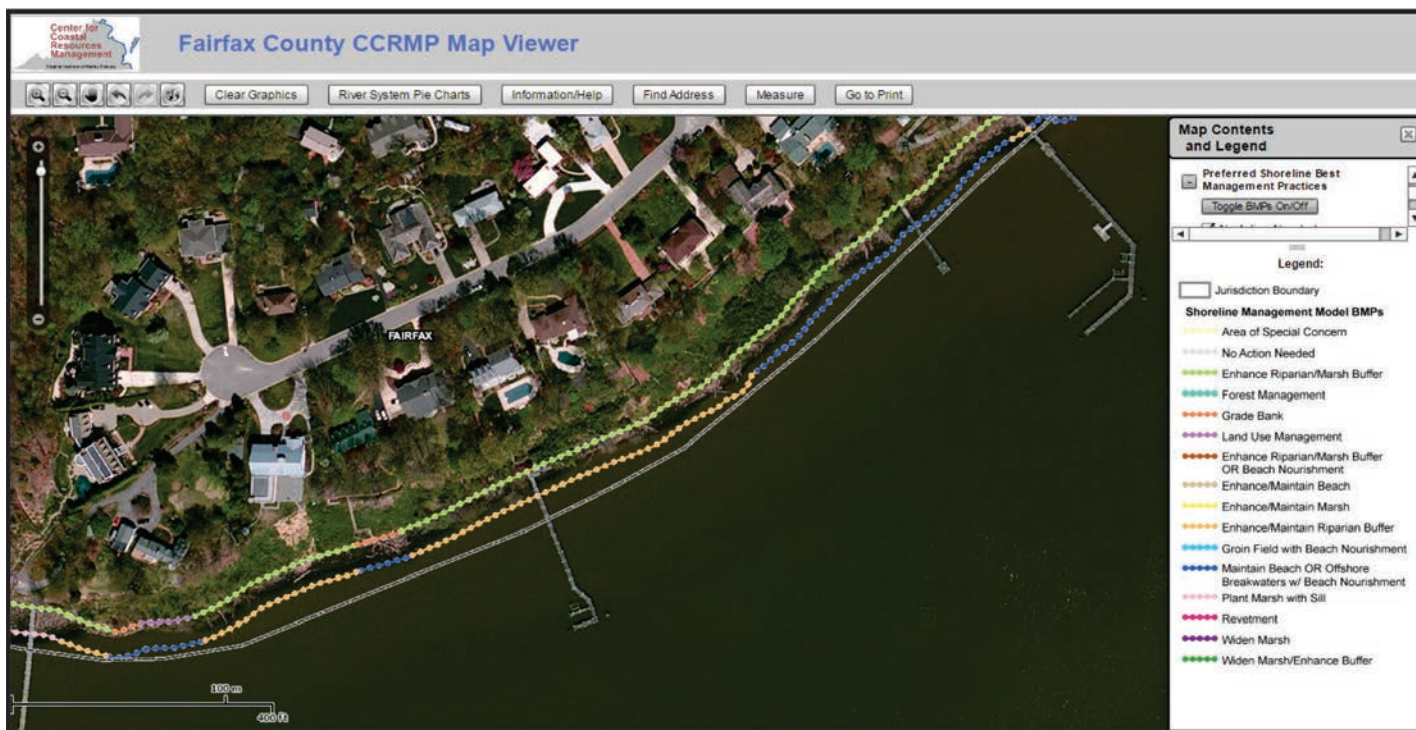 Center for
Coastal
Resources
Management
Fairfax County CCRMP Map Viewer
Clear Graphics
River System Pie Charts
Information/Help
Find Address
Measure
Go to Print
Map Contents
and Legend
Preferred Shoreline Best
Management Practices
Toggle BMPs On/Off
Legend:
Jurisdiction Boundary
Shoreline Management Model BMPs
Area of Special Concern
No Action Needed
Enhance Riparian/Marsh Buffer
Forest Management
Grade Bank
Land Use Management
Enhance Riparian/Marsh Buffer
OR Beach Nourishment
Enhance/Maintain Beach
Enhance/Maintain Marsh
Enhance/Maintain Riparian Buffer
Groin Field with Beach Nourishment
Maintain Beach OR Offshore
Breakwaters w/ Beach Nourishment
Plant Marsh with Sill
Revetment
Widen Marsh
Widen Marsh/Enhance Buffer
FAIRFAX
100 m
400 ft